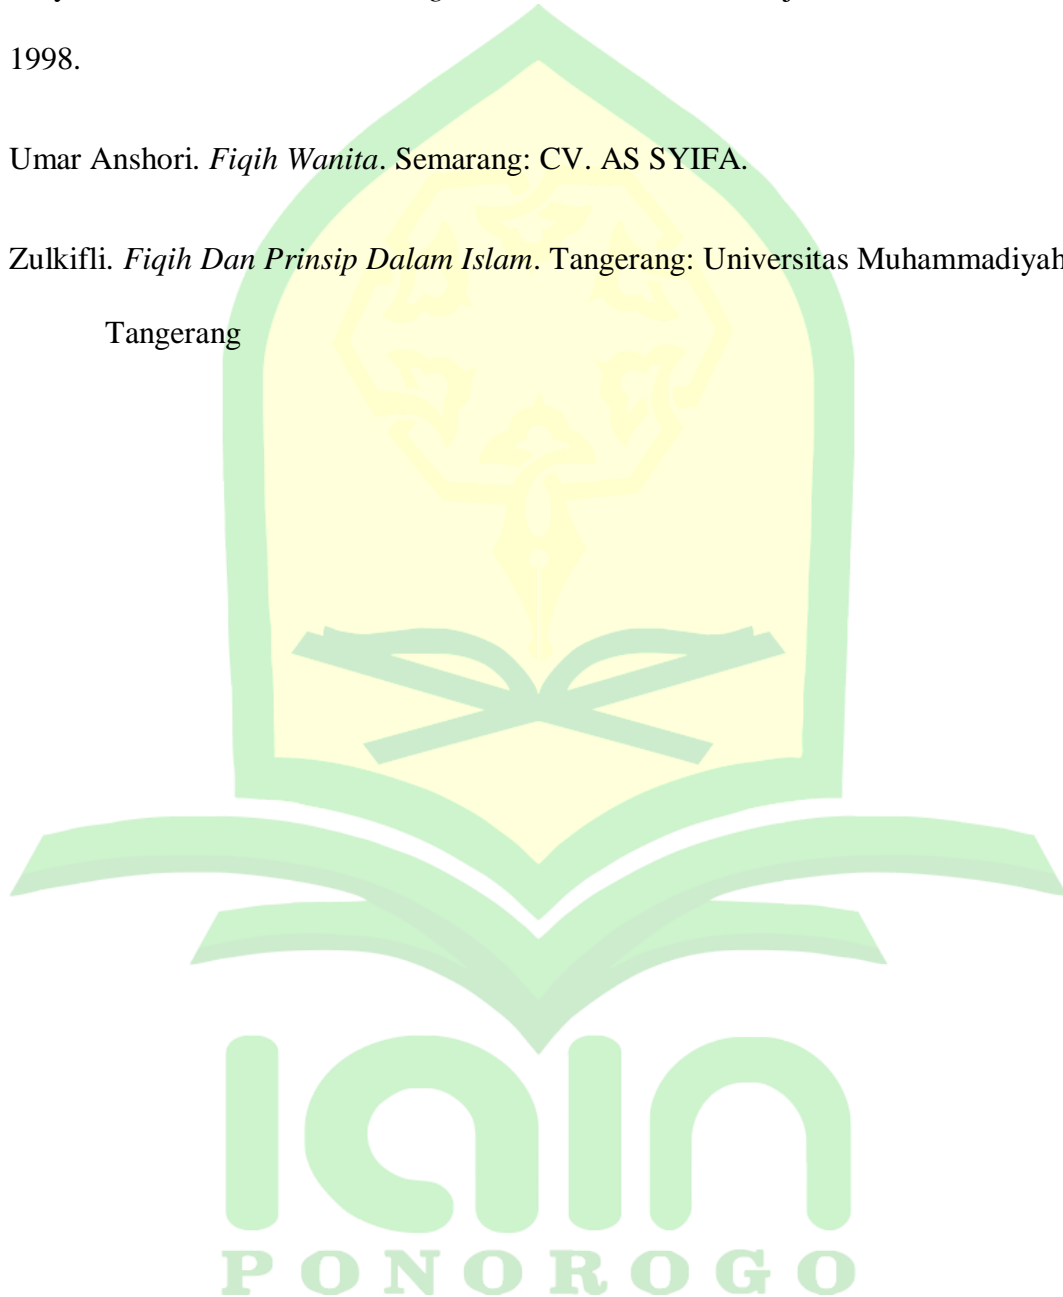 1998.
Umar Anshori. Fiqih Wanita. Semarang: CV. AS SYIFA.
Zulkifli. Fiqih Dan Prinsip Dalam Islam. Tangerang: Universitas Muhammadiyah
Tangerang
iain
PONOROGO